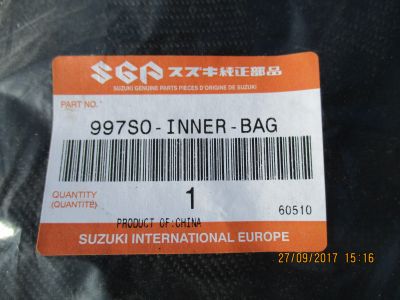 SGP スズキ純正部品
SUZUKI GENUINE PARTS PIECES D'ORIGINE DE SUZUKI
PART NO.
997S0-INNER-BAG
QUANTITY
(QUANTITÉ)
1
60510
PRODUCT OF:CHINA
SUZUKI INTERNATIONAL EUROPE
27/09/2017 15:16